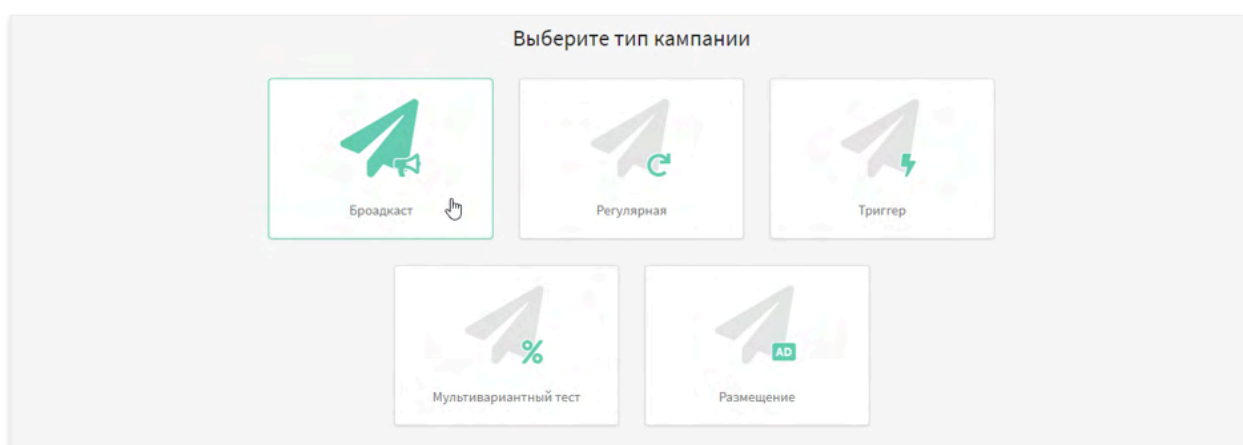 Выберите тип кампании
Броадкаст
Регулярная
Триггер
%
Мультивариантный тест
AD
Размещение